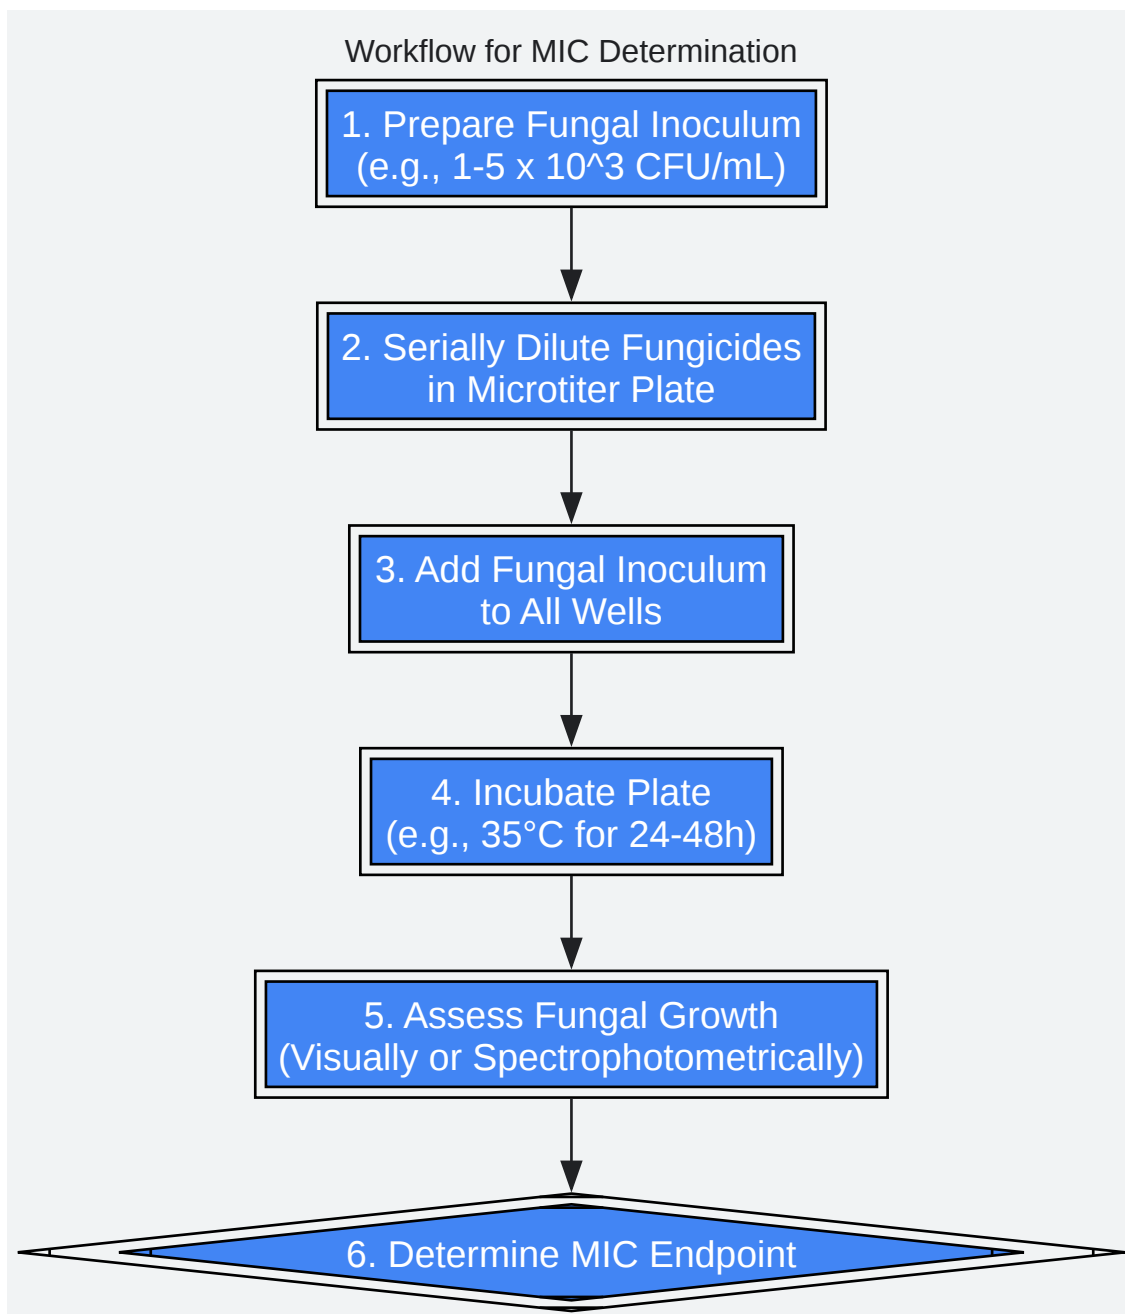 Workflow for MIC Determination
1. Prepare Fungal Inoculum
(e.g., 1-5 x 10^3 CFU/mL)
2. Serially Dilute Fungicides
in Microtiter Plate
3. Add Fungal Inoculum
to All Wells
4. Incubate Plate
(e.g., 35°C for 24-48h)
5. Assess Fungal Growth
(Visually or Spectrophotometrically)
6. Determine MIC Endpoint